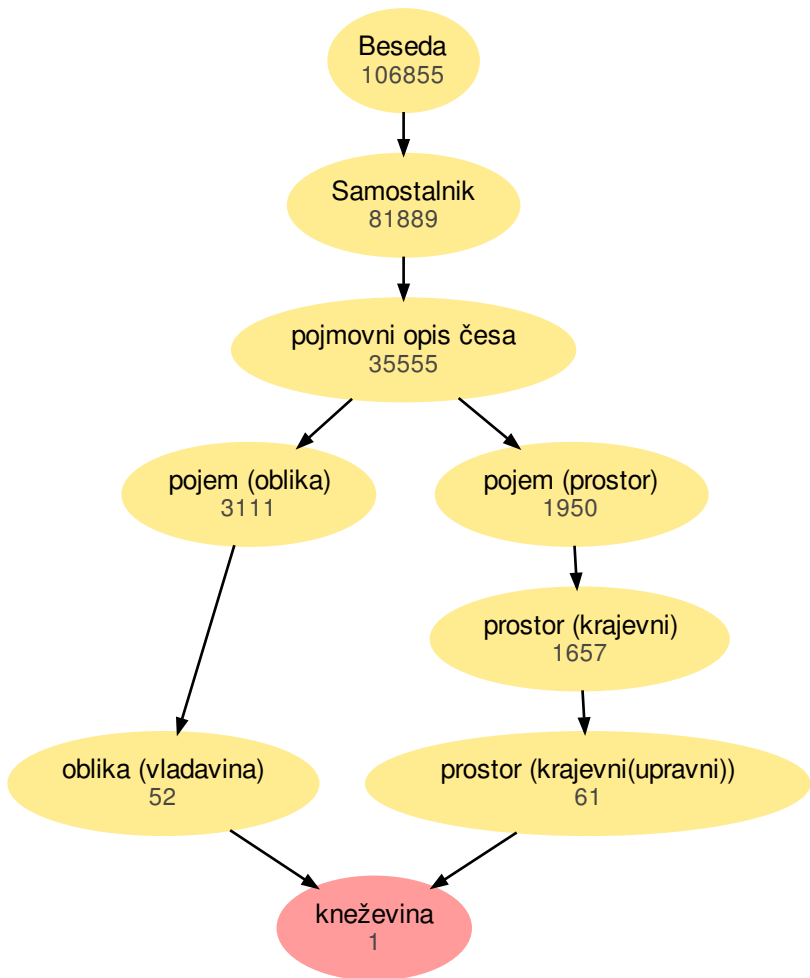 Beseda
106855
Samostalnik
81889
pojmovni opis česa
35555
pojem (oblika)
3111
pojem (prostor)
1950
prostor (krajevni)
1657
oblika (vladavina)
52
prostor (krajevni(upravni))
61
kneževina
1